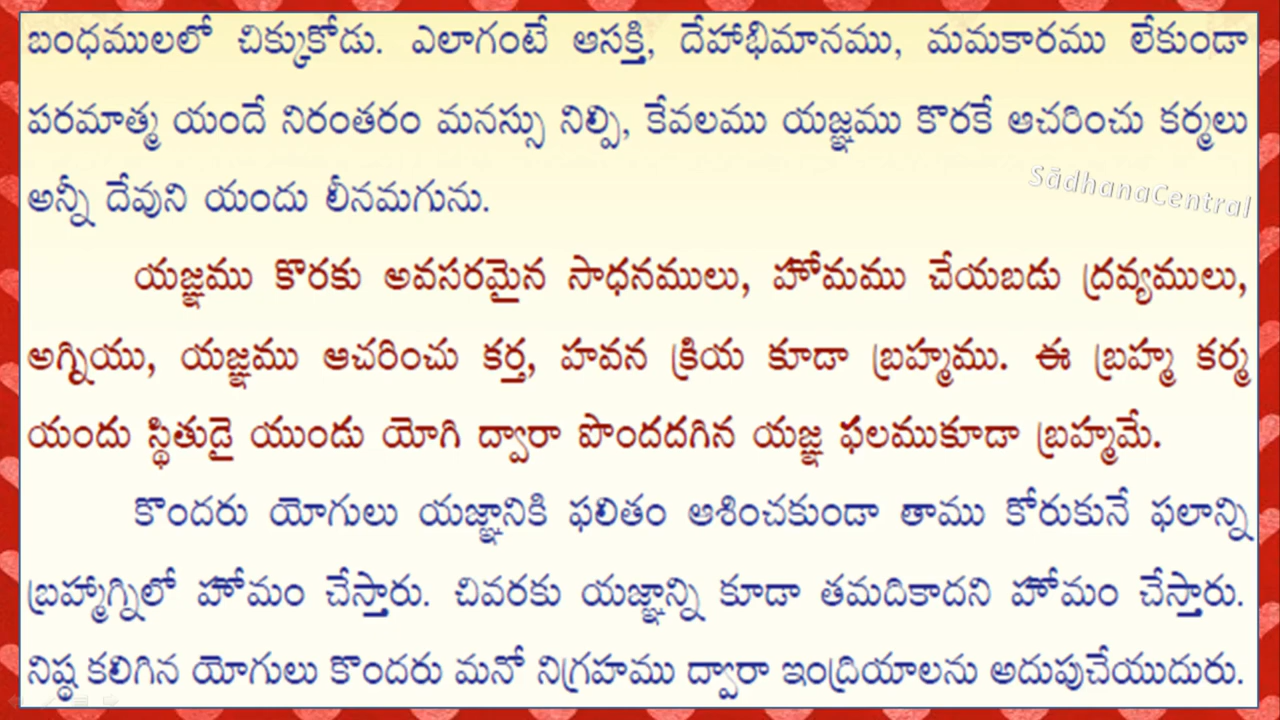 బంధములలో చిక్కుకోడు. ఎలాగంటే ఆసక్తి, దేహాభిమానము, మమకారము లేకుండా
పరమాత్మ యందే నిరంతరం మనస్సు నిల్పి, కేవలము యజ్ఞము కొరకే ఆచరించు కర్మలు
అన్నీ దేవుని యందు లీనమగును.
SādhanaCentral
యజ్ఞము కొరకు అవసరమైన సాధనములు, హోమము చేయబడు ద్రవ్యములు,
అగ్నియు, యజ్ఞము ఆచరించు కర్త, హవన క్రియ కూడా బ్రహ్మము. ఈ బ్రహ్మ కర్మ
యందు స్థితుడై యుండు యోగి ద్వారా పొందదగిన యజ్ఞ ఫలముకూడా బ్రహ్మమే.
కొందరు యోగులు యజ్ఞానికి ఫలితం ఆశించకుండా తాము కోరుకునే ఫలాన్ని
బ్రహ్మాగ్నిలో హోమం చేస్తారు. చివరకు యజ్ఞాన్ని కూడా తమదికాదని హోమం చేస్తారు.
నిష్ఠ కలిగిన యోగులు కొందరు మనో నిగ్రహము ద్వారా ఇంద్రియాలను అదుపుచేయుదురు.